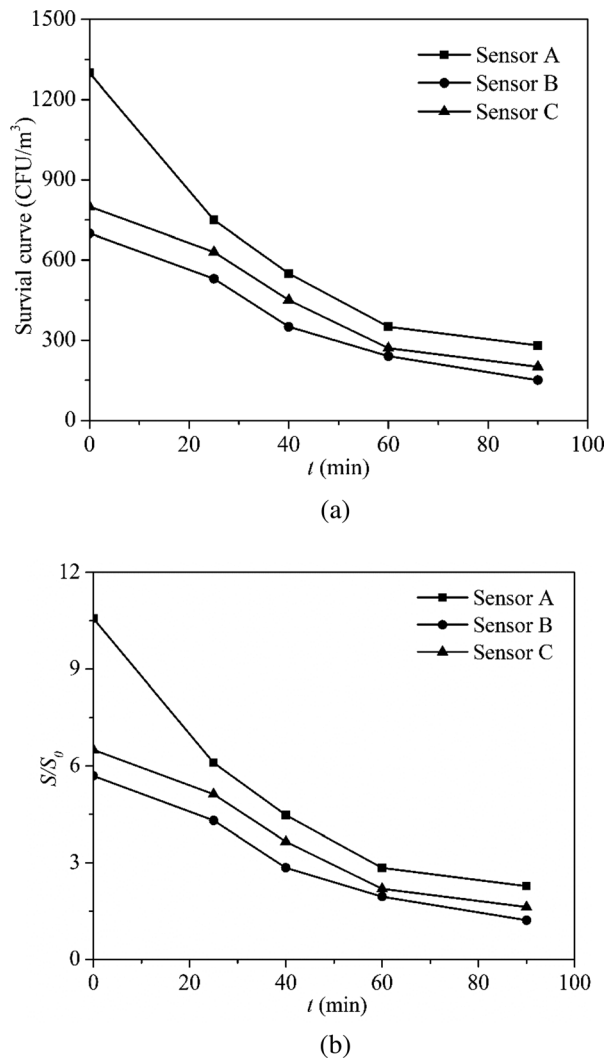 1500
1200
900
600
300
0
Survial curve (CFU/m³)
Sensor A
Sensor B
Sensor C
0 20 40 60 80 100
t (min)
(a)
12
9
6
3
0
S/S₀
Sensor A
Sensor B
Sensor C
0 20 40 60 80 100
t (min)
(b)